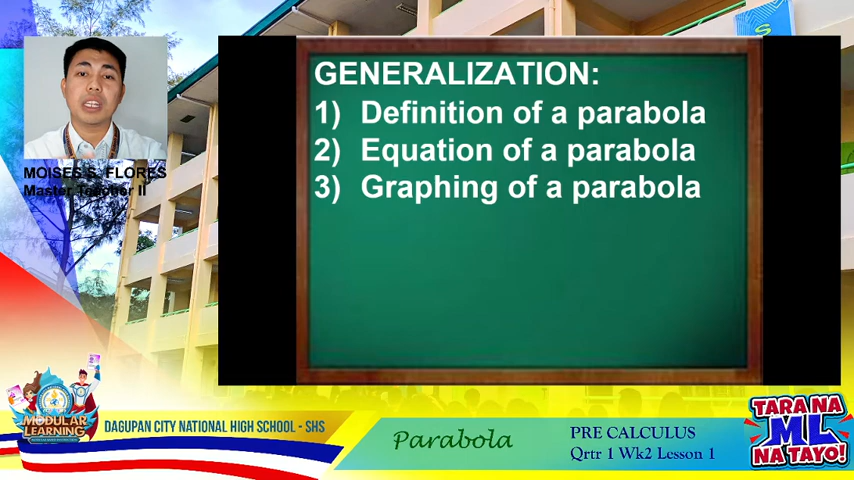 GENERALIZATION:
1) Definition of a parabola
2) Equation of a parabola
3) Graphing of a parabola
MOISES S. FLORES
Master Teacher II
MODULAR
LEARNING
DAGUPAN CITY NATIONAL HIGH SCHOOL - SHS
Parabola
PRE CALCULUS
Qrtr 1 Wk2 Lesson 1
TARA NA
ML
NA TAYO!